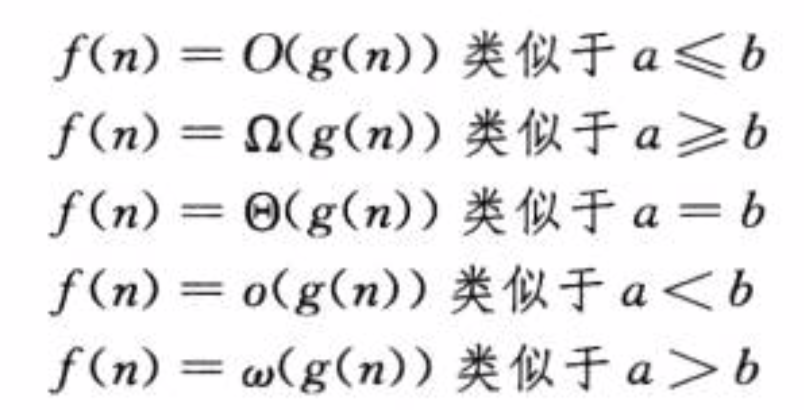 f(n) = O(g(n)) 类似于 a ⩽ b
f(n) = Ω(g(n)) 类似于 a ⩾ b
f(n) = Θ(g(n)) 类似于 a = b
f(n) = o(g(n)) 类似于 a < b
f(n) = ω(g(n)) 类似于 a > b